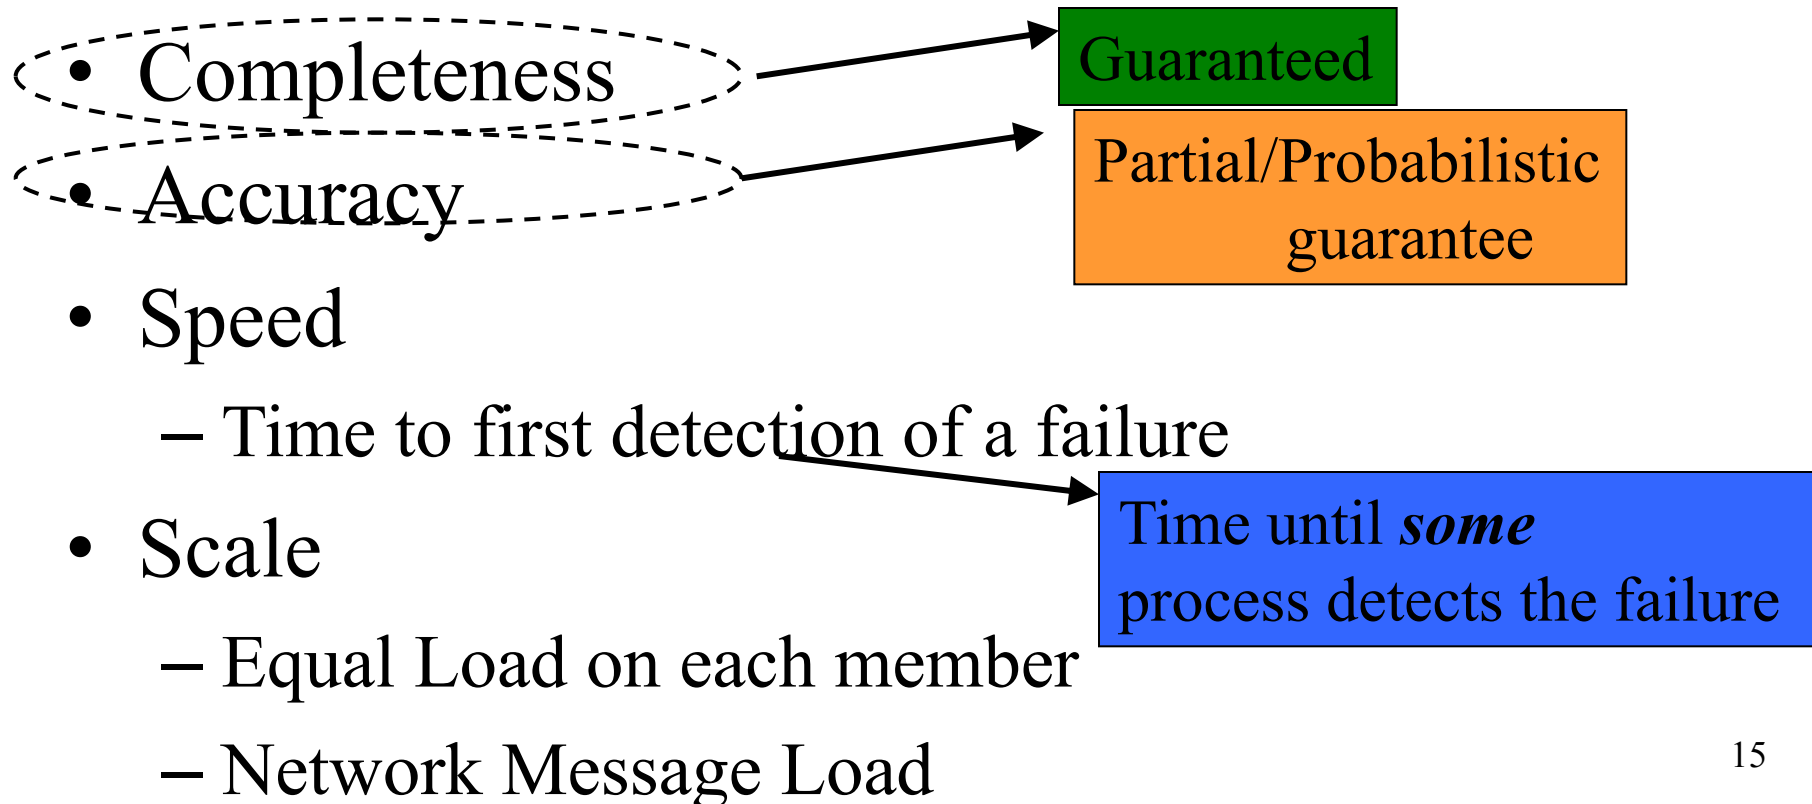 • Completeness
Guaranteed
• Accuracy
Partial/Probabilistic
guarantee
• Speed
– Time to first detection of a failure
Time until some
process detects the failure
• Scale
– Equal Load on each member
– Network Message Load
15